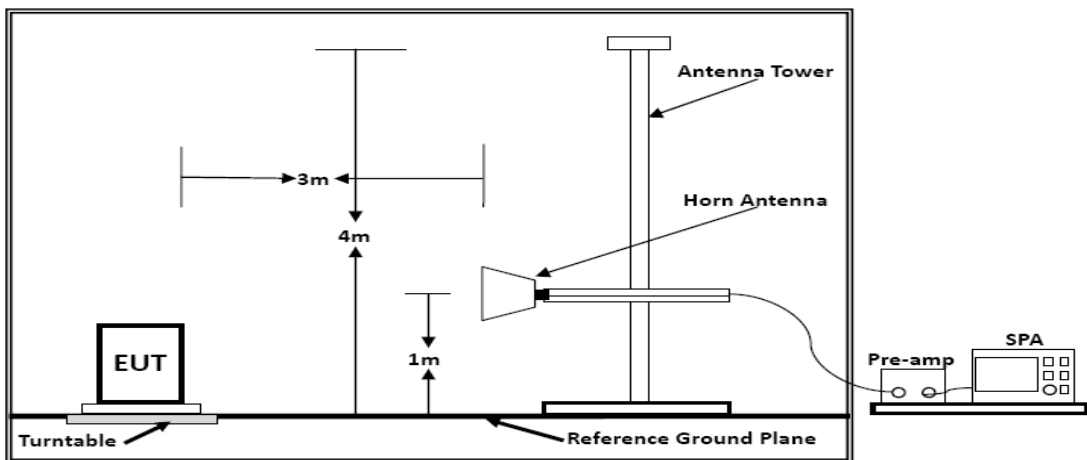 Antenna Tower
3m
Horn Antenna
4m
1m
EUT
Pre-amp
SPA
Turntable
Reference Ground Plane